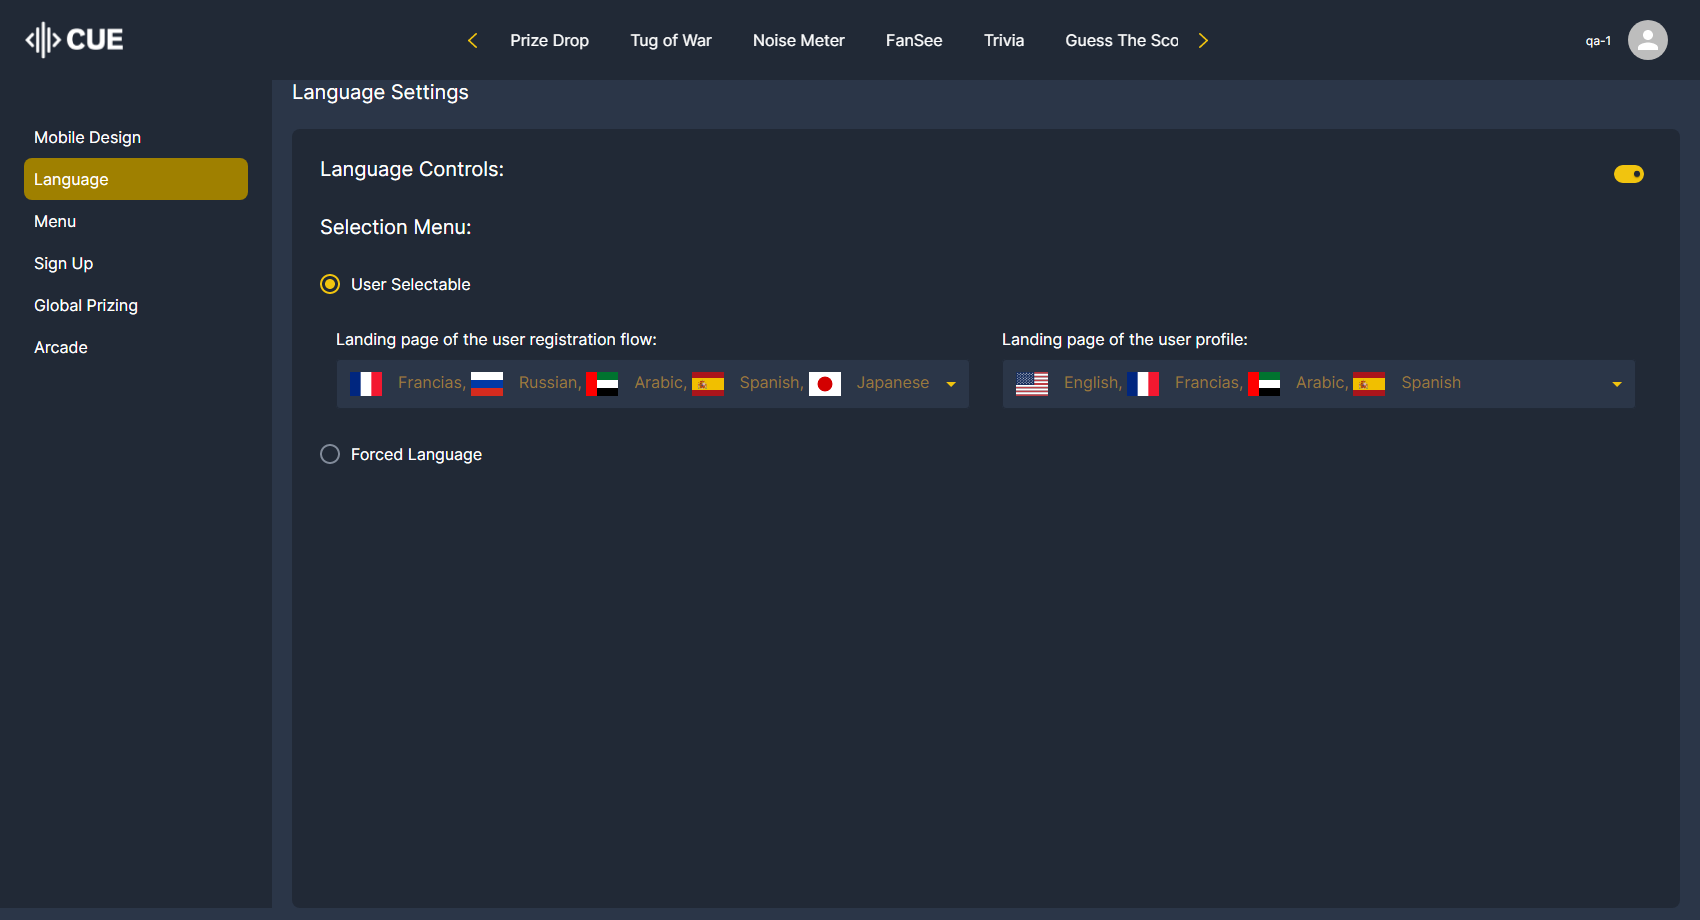 CUE
Prize Drop Tug of War Noise Meter FanSee Trivia Guess The Sco
qa-1
Mobile Design
Language
Menu
Sign Up
Global Prizing
Arcade
Language Settings
Language Controls:
Selection Menu:
User Selectable
Landing page of the user registration flow:
Francias, Russian, Arabic, Spanish, Japanese
Landing page of the user profile:
English, Francias, Arabic, Spanish
Forced Language